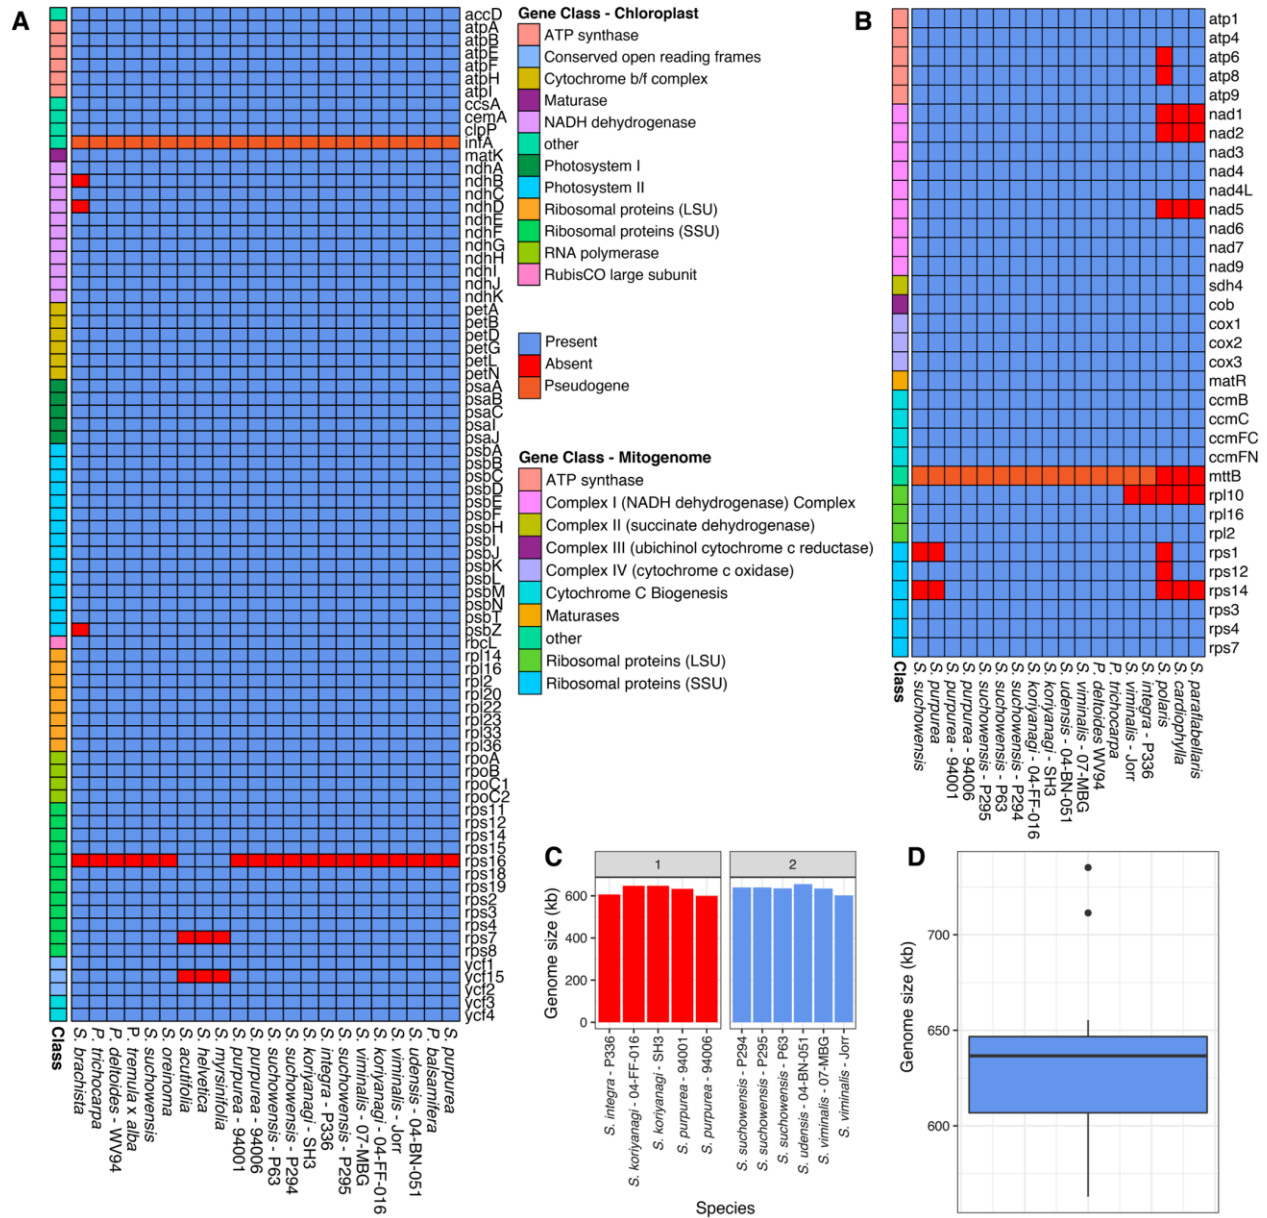 A
accD
atpA
atpB
atpE
atpF
atpH
atpI
ccsA
cemA
clpP
infA
matK
ndhA
ndhB
ndhC
ndhD
ndhE
ndhF
ndhG
ndhH
ndhI
ndhJ
ndhK
petA
petB
petD
petG
petL
petN
psaA
psaB
psaC
psaI
psaJ
psbA
psbB
psbC
psbD
psbE
psbF
psbH
psbI
psbJ
psbK
psbL
psbM
psbN
psbT
psbZ
rbcL
rpl14
rpl16
rpl2
rpl20
rpl22
rpl23
rpl33
rpl36
rpoA
rpoB
rpoC1
rpoC2
rps11
rps12
rps14
rps15
rps16
rps18
rps19
rps2
rps3
rps4
rps7
rps8
ycf1
ycf15
ycf2
ycf3
ycf4
Class
S. brachista
P. trichocarpa
P. deltoides - WV94
P. tremula x alba
S. suchowensis
S. oreinoma
S. acutifolia
S. helvetica
S. myrsinifolia
S. purpurea - 94001
S. purpurea - 94006
S. suchowensis - P63
S. suchowensis - P294
S. koriyanagi - SH3
S. integra - P336
S. suchowensis - P295
S. viminalis - 07-MBG
S. koriyanagi - 04-FF-016
S. viminalis - Jorr
S. udensis - 04-BN-051
P. balsamifera
S. purpurea
Gene Class - Chloroplast
ATP synthase
Conserved open reading frames
Cytochrome b/f complex
Maturase
NADH dehydrogenase
other
Photosystem I
Photosystem II
Ribosomal proteins (LSU)
Ribosomal proteins (SSU)
RNA polymerase
RubisCO large subunit
Present
Absent
Pseudogene
Gene Class - Mitogenome
ATP synthase
Complex I (NADH dehydrogenase) Complex
Complex II (succinate dehydrogenase)
Complex III (ubichinol cytochrome c reductase)
Complex IV (cytochrome c oxidase)
Cytochrome C Biogenesis
Maturases
other
Ribosomal proteins (LSU)
Ribosomal proteins (SSU)
B
atp1
atp4
atp6
atp8
atp9
nad1
nad2
nad3
nad4
nad4L
nad5
nad6
nad7
nad9
sdh4
cob
cox1
cox2
cox3
matR
ccmB
ccmC
ccmFC
ccmFN
mttB
rpl10
rpl16
rpl2
rps1
rps12
rps14
rps3
rps4
rps7
Class
S. suchowensis
S. purpurea
S. purpurea - 94001
S. purpurea - 94006
S. suchowensis - P295
S. suchowensis - P63
S. suchowensis - P294
S. koriyanagi - 04-FF-016
S. koriyanagi - SH3
S. udensis - 04-BN-051
S. viminalis - 07-MBG
P. deltoides WV94
P. trichocarpa
S. viminalis - Jorr
S. integra - P336
S. polaris
S. cardiophylla
S. paraflabellaris
C
1
2
Genome size (kb)
600
400
200
0
S. integra - P336
S. koriyanagi - 04-FF-016
S. koriyanagi - SH3
S. purpurea - 94001
S. purpurea - 94006
S. suchowensis - P294
S. suchowensis - P295
S. suchowensis - P63
S. udensis - 04-BN-051
S. viminalis - 07-MBG
S. viminalis - Jorr
Species
D
Genome size (kb)
700
650
600